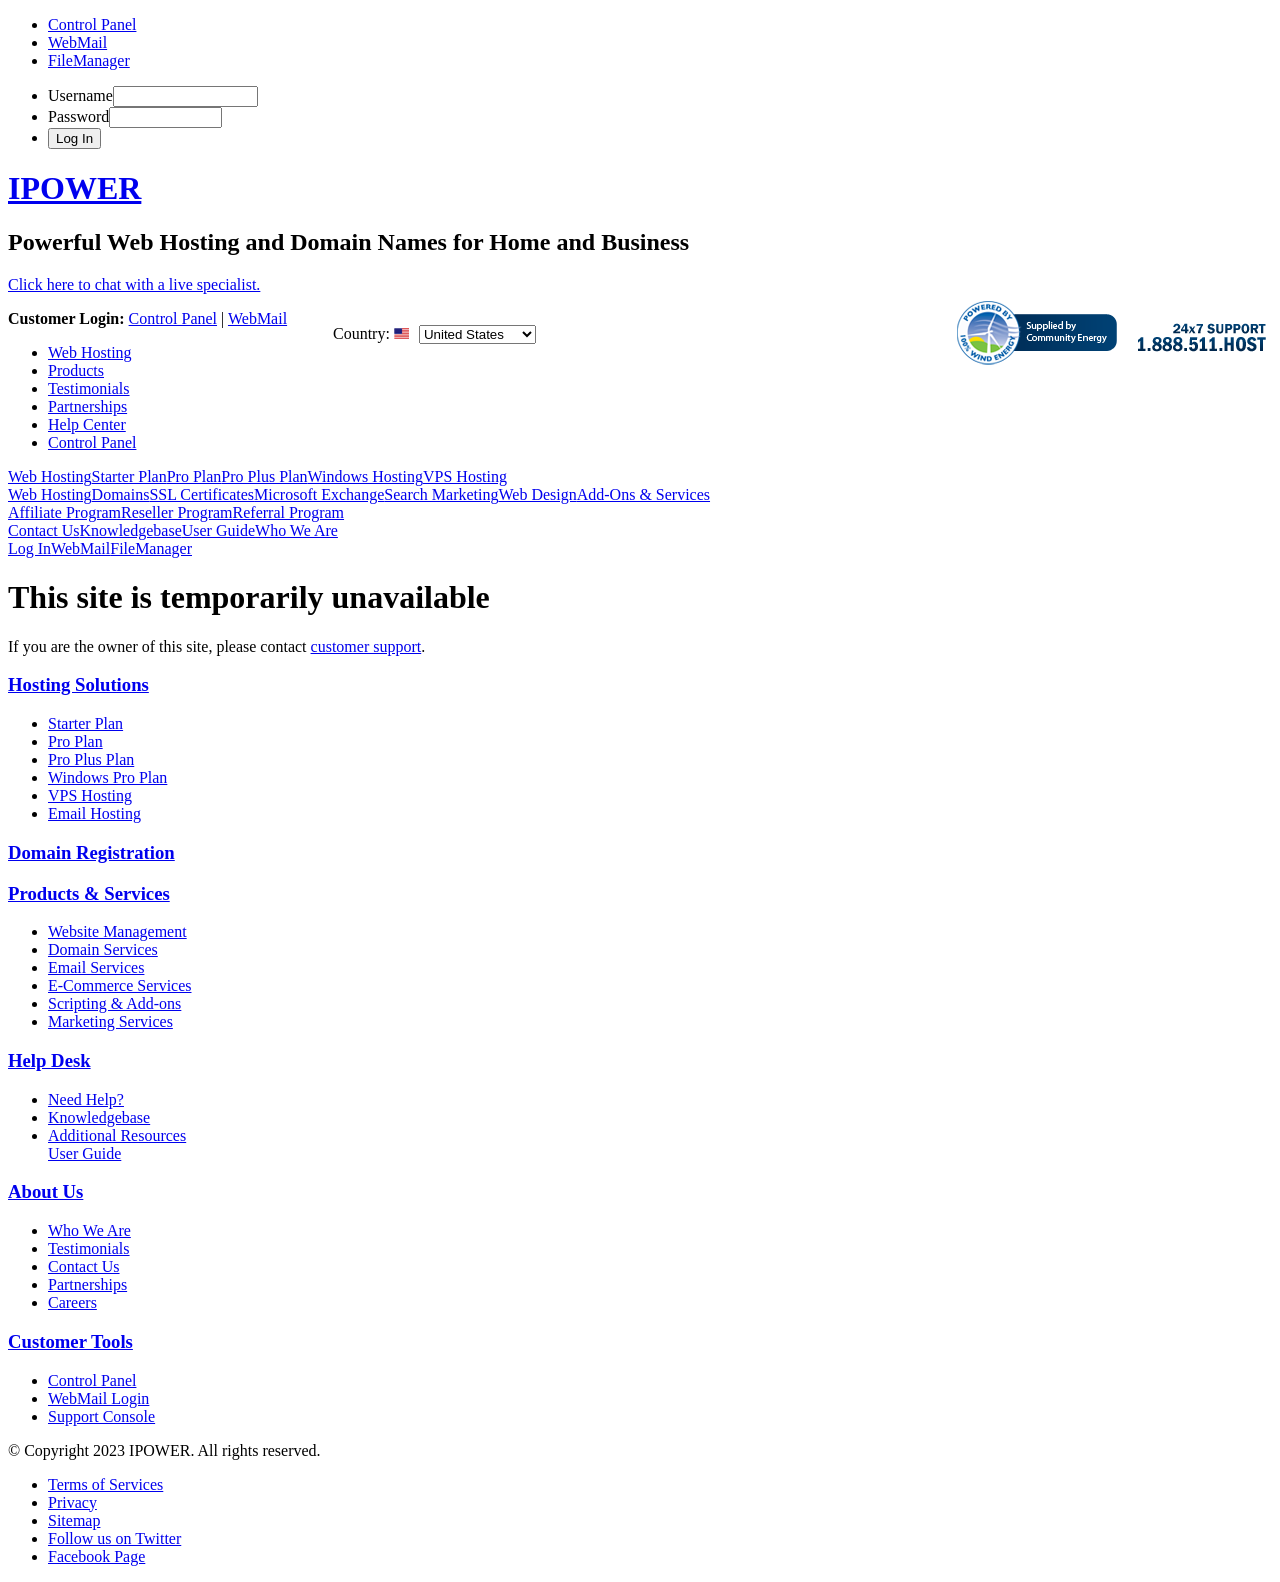 Control Panel
WebMail
FileManager
Username
Password
Log In
IPOWER
Powerful Web Hosting and Domain Names for Home and Business
Click here to chat with a live specialist.
Customer Login: Control Panel | WebMail
Country: United States
POWERED BY 100% WIND ENERGY
Supplied by
Community Energy
24x7 SUPPORT
1.888.511.HOST
Web Hosting
Products
Testimonials
Partnerships
Help Center
Control Panel
Web HostingStarter PlanPro PlanPro Plus PlanWindows HostingVPS Hosting
Web HostingDomainsSSL CertificatesMicrosoft ExchangeSearch MarketingWeb DesignAdd-Ons & Services
Affiliate ProgramReseller ProgramReferral Program
Contact UsKnowledgebaseUser GuideWho We Are
Log InWebMailFileManager
This site is temporarily unavailable
If you are the owner of this site, please contact customer support.
Hosting Solutions
Starter Plan
Pro Plan
Pro Plus Plan
Windows Pro Plan
VPS Hosting
Email Hosting
Domain Registration
Products & Services
Website Management
Domain Services
Email Services
E-Commerce Services
Scripting & Add-ons
Marketing Services
Help Desk
Need Help?
Knowledgebase
Additional Resources
User Guide
About Us
Who We Are
Testimonials
Contact Us
Partnerships
Careers
Customer Tools
Control Panel
WebMail Login
Support Console
© Copyright 2023 IPOWER. All rights reserved.
Terms of Services
Privacy
Sitemap
Follow us on Twitter
Facebook Page